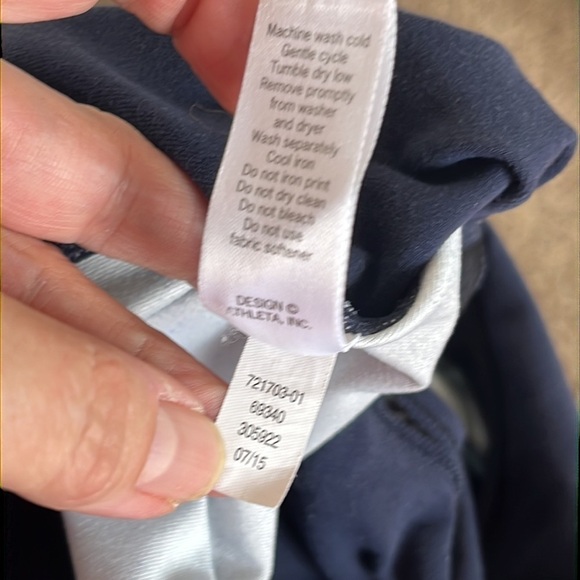 Machine wash cold
Gentle cycle
Tumble dry low
Remove promptly
from washer
and dryer
Wash separately
Cool iron
Do not iron print
Do not dry clean
Do not bleach
Do not use
fabric softener
DESIGN ©
ATHLETA, INC.
721703-01
69340
305922
07/15